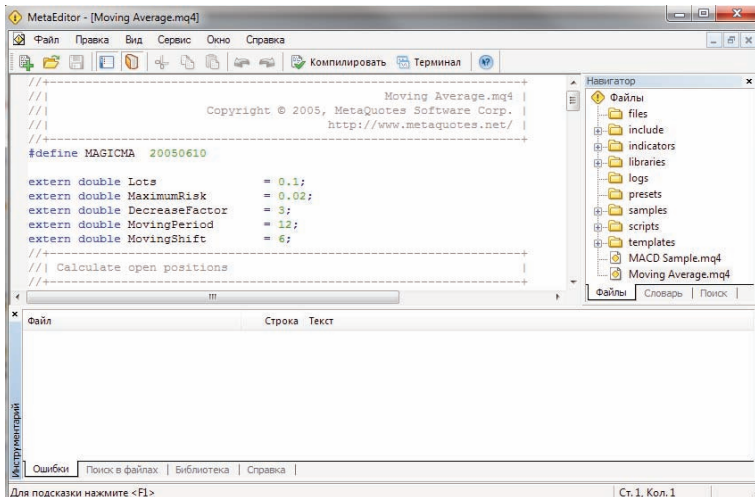 MetaEditor - [Moving Average.mq4]
Файл Правка Вид Сервис Окно Справка
Компилировать Терминал
//+------------------------------------------------------------------+
//| Moving Average.mq4 |
//| Copyright © 2005, MetaQuotes Software Corp. |
//| http://www.metaquotes.net/ |
//+------------------------------------------------------------------+
#define MAGICMA 20050610
extern double Lots = 0.1;
extern double MaximumRisk = 0.02;
extern double DecreaseFactor = 3;
extern double MovingPeriod = 12;
extern double MovingShift = 6;
//+------------------------------------------------------------------+
//| Calculate open positions |
//+------------------------------------------------------------------+
Навигатор
Файлы
files
include
indicators
libraries
logs
presets
samples
scripts
templates
MACD Sample.mq4
Moving Average.mq4
Файлы Словарь Поиск
Файл Строка Текст
Инструментарий
Ошибки Поиск в файлах Библиотека Справка
Для подсказки нажмите <F1>
Ст. 1, Кол. 1